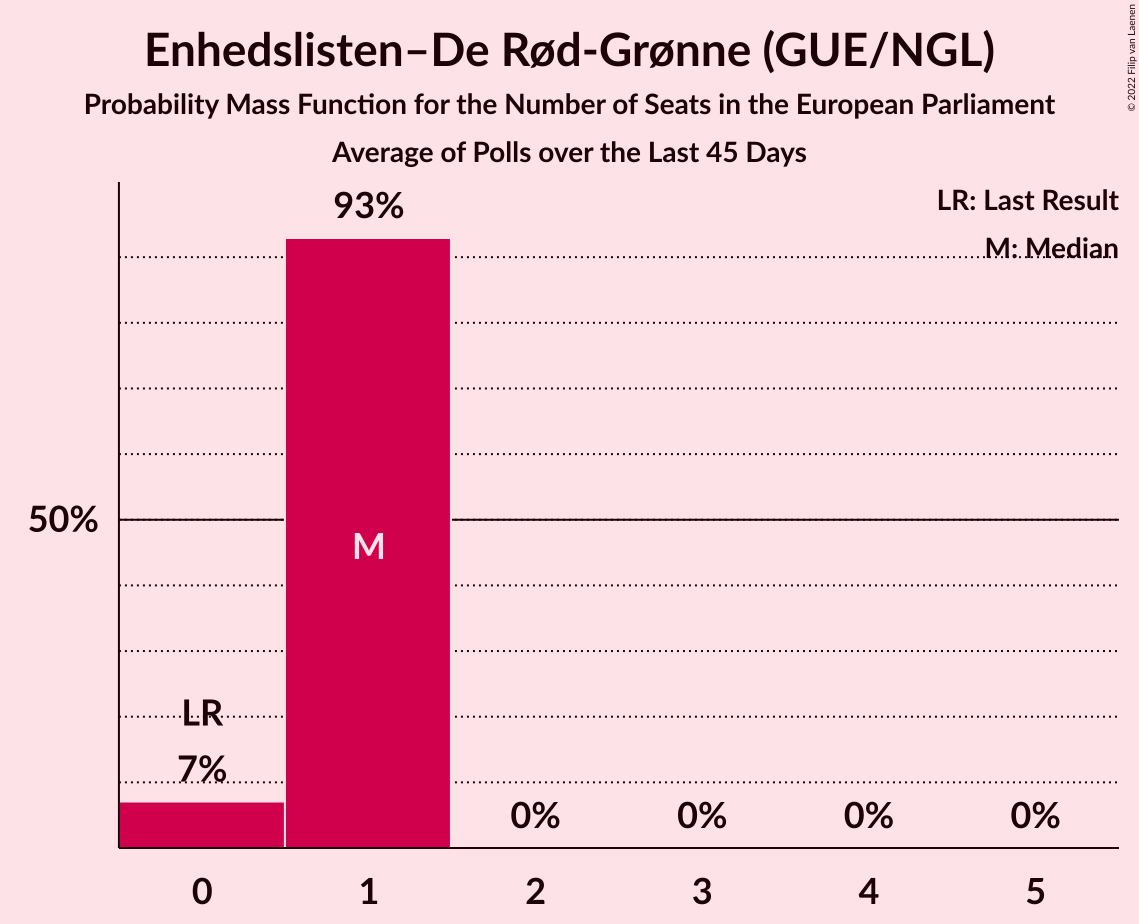 Enhedslisten–De Rød-Grønne (GUE/NGL)
Probability Mass Function for the Number of Seats in the European Parliament
Average of Polls over the Last 45 Days
© 2022 Filip van Laenen
LR: Last Result
M: Median
93%
50%
M
LR
7%
0% 0% 0% 0%
0 1 2 3 4 5